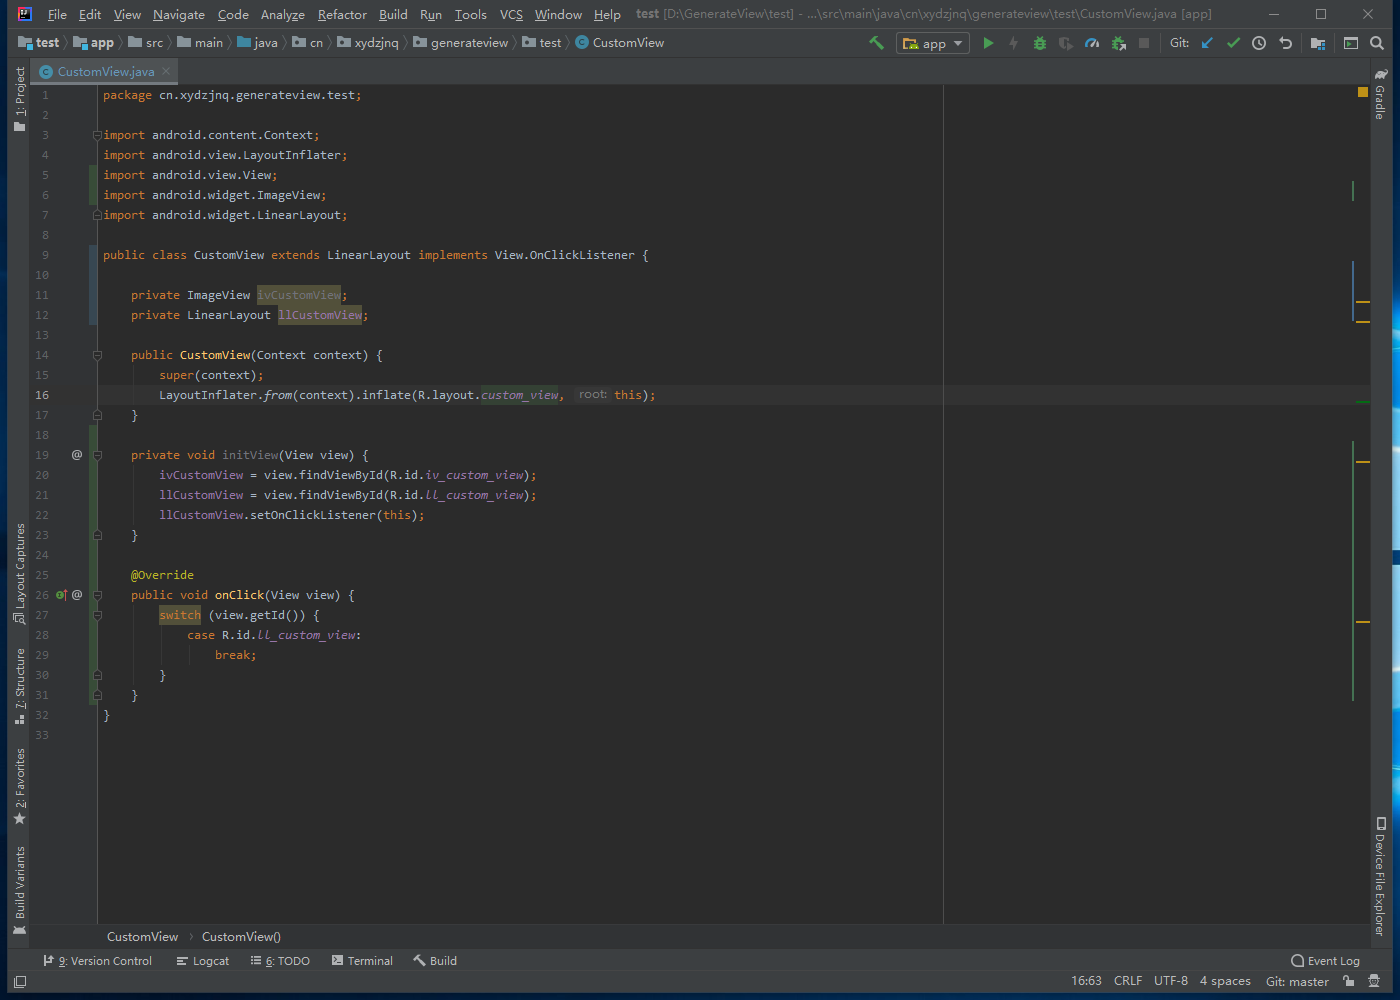 File Edit View Navigate Code Analyze Refactor Build Run Tools VCS Window Help test [D:\GenerateView\test] - ...\src\main\java\cn\xydzjnq\generateview\test\CustomView.java [app]
test app src main java cn xydzjnq generateview test CustomView app Git:
CustomView.java
1: Project
Layout Captures
7: Structure
2: Favorites
Build Variants
1 package cn.xydzjnq.generateview.test;
2
3 import android.content.Context;
4 import android.view.LayoutInflater;
5 import android.view.View;
6 import android.widget.ImageView;
7 import android.widget.LinearLayout;
8
9 public class CustomView extends LinearLayout implements View.OnClickListener {
10
11 private ImageView ivCustomView;
12 private LinearLayout llCustomView;
13
14 public CustomView(Context context) {
15 super(context);
16 LayoutInflater.from(context).inflate(R.layout.custom_view, root: this);
17 }
18
19 @ private void initView(View view) {
20 ivCustomView = view.findViewById(R.id.iv_custom_view);
21 llCustomView = view.findViewById(R.id.ll_custom_view);
22 llCustomView.setOnClickListener(this);
23 }
24
25 @Override
26 @ public void onClick(View view) {
27 switch (view.getId()) {
28 case R.id.ll_custom_view:
29 break;
30 }
31 }
32 }
33
Gradle
Device File Explorer
CustomView CustomView()
9: Version Control Logcat 6: TODO Terminal Build Event Log
16:63 CRLF UTF-8 4 spaces Git: master